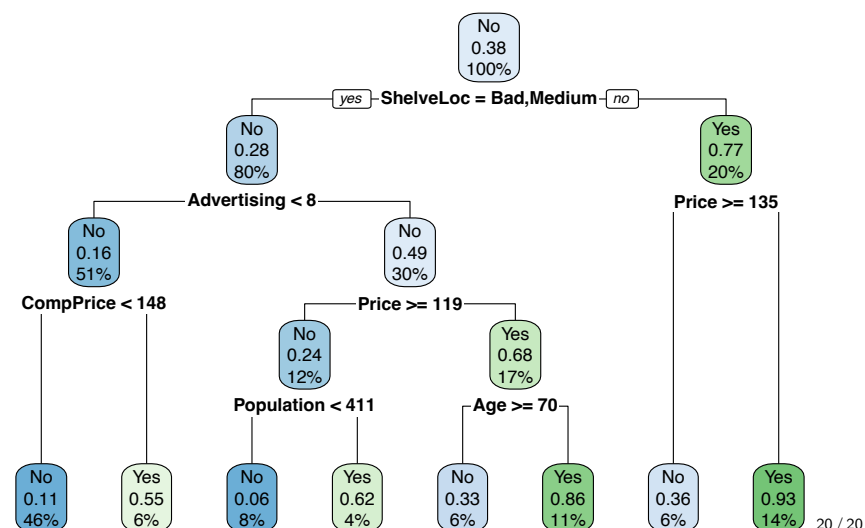 No
0.38
100%
yes ShelveLoc = Bad,Medium no
No
0.28
80%
Yes
0.77
20%
Advertising < 8
Price >= 135
No
0.16
51%
No
0.49
30%
CompPrice < 148
Price >= 119
No
0.24
12%
Yes
0.68
17%
Population < 411
Age >= 70
No
0.11
46%
Yes
0.55
6%
No
0.06
8%
Yes
0.62
4%
No
0.33
6%
Yes
0.86
11%
No
0.36
6%
Yes
0.93
14%